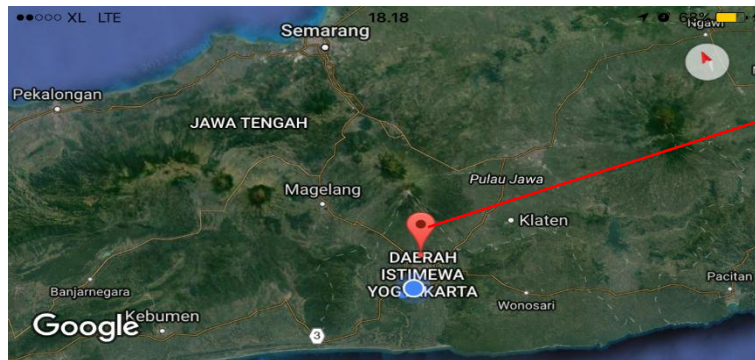 XL LTE
18.18
68%
Ngawi
Semarang
Pekalongan
JAWA TENGAH
Pulau Jawa
Magelang
Klaten
DAERAH
ISTIMEWA
YOGYAKARTA
Banjarnegara
Pacitan
Wonosari
Google
Kebumen
3